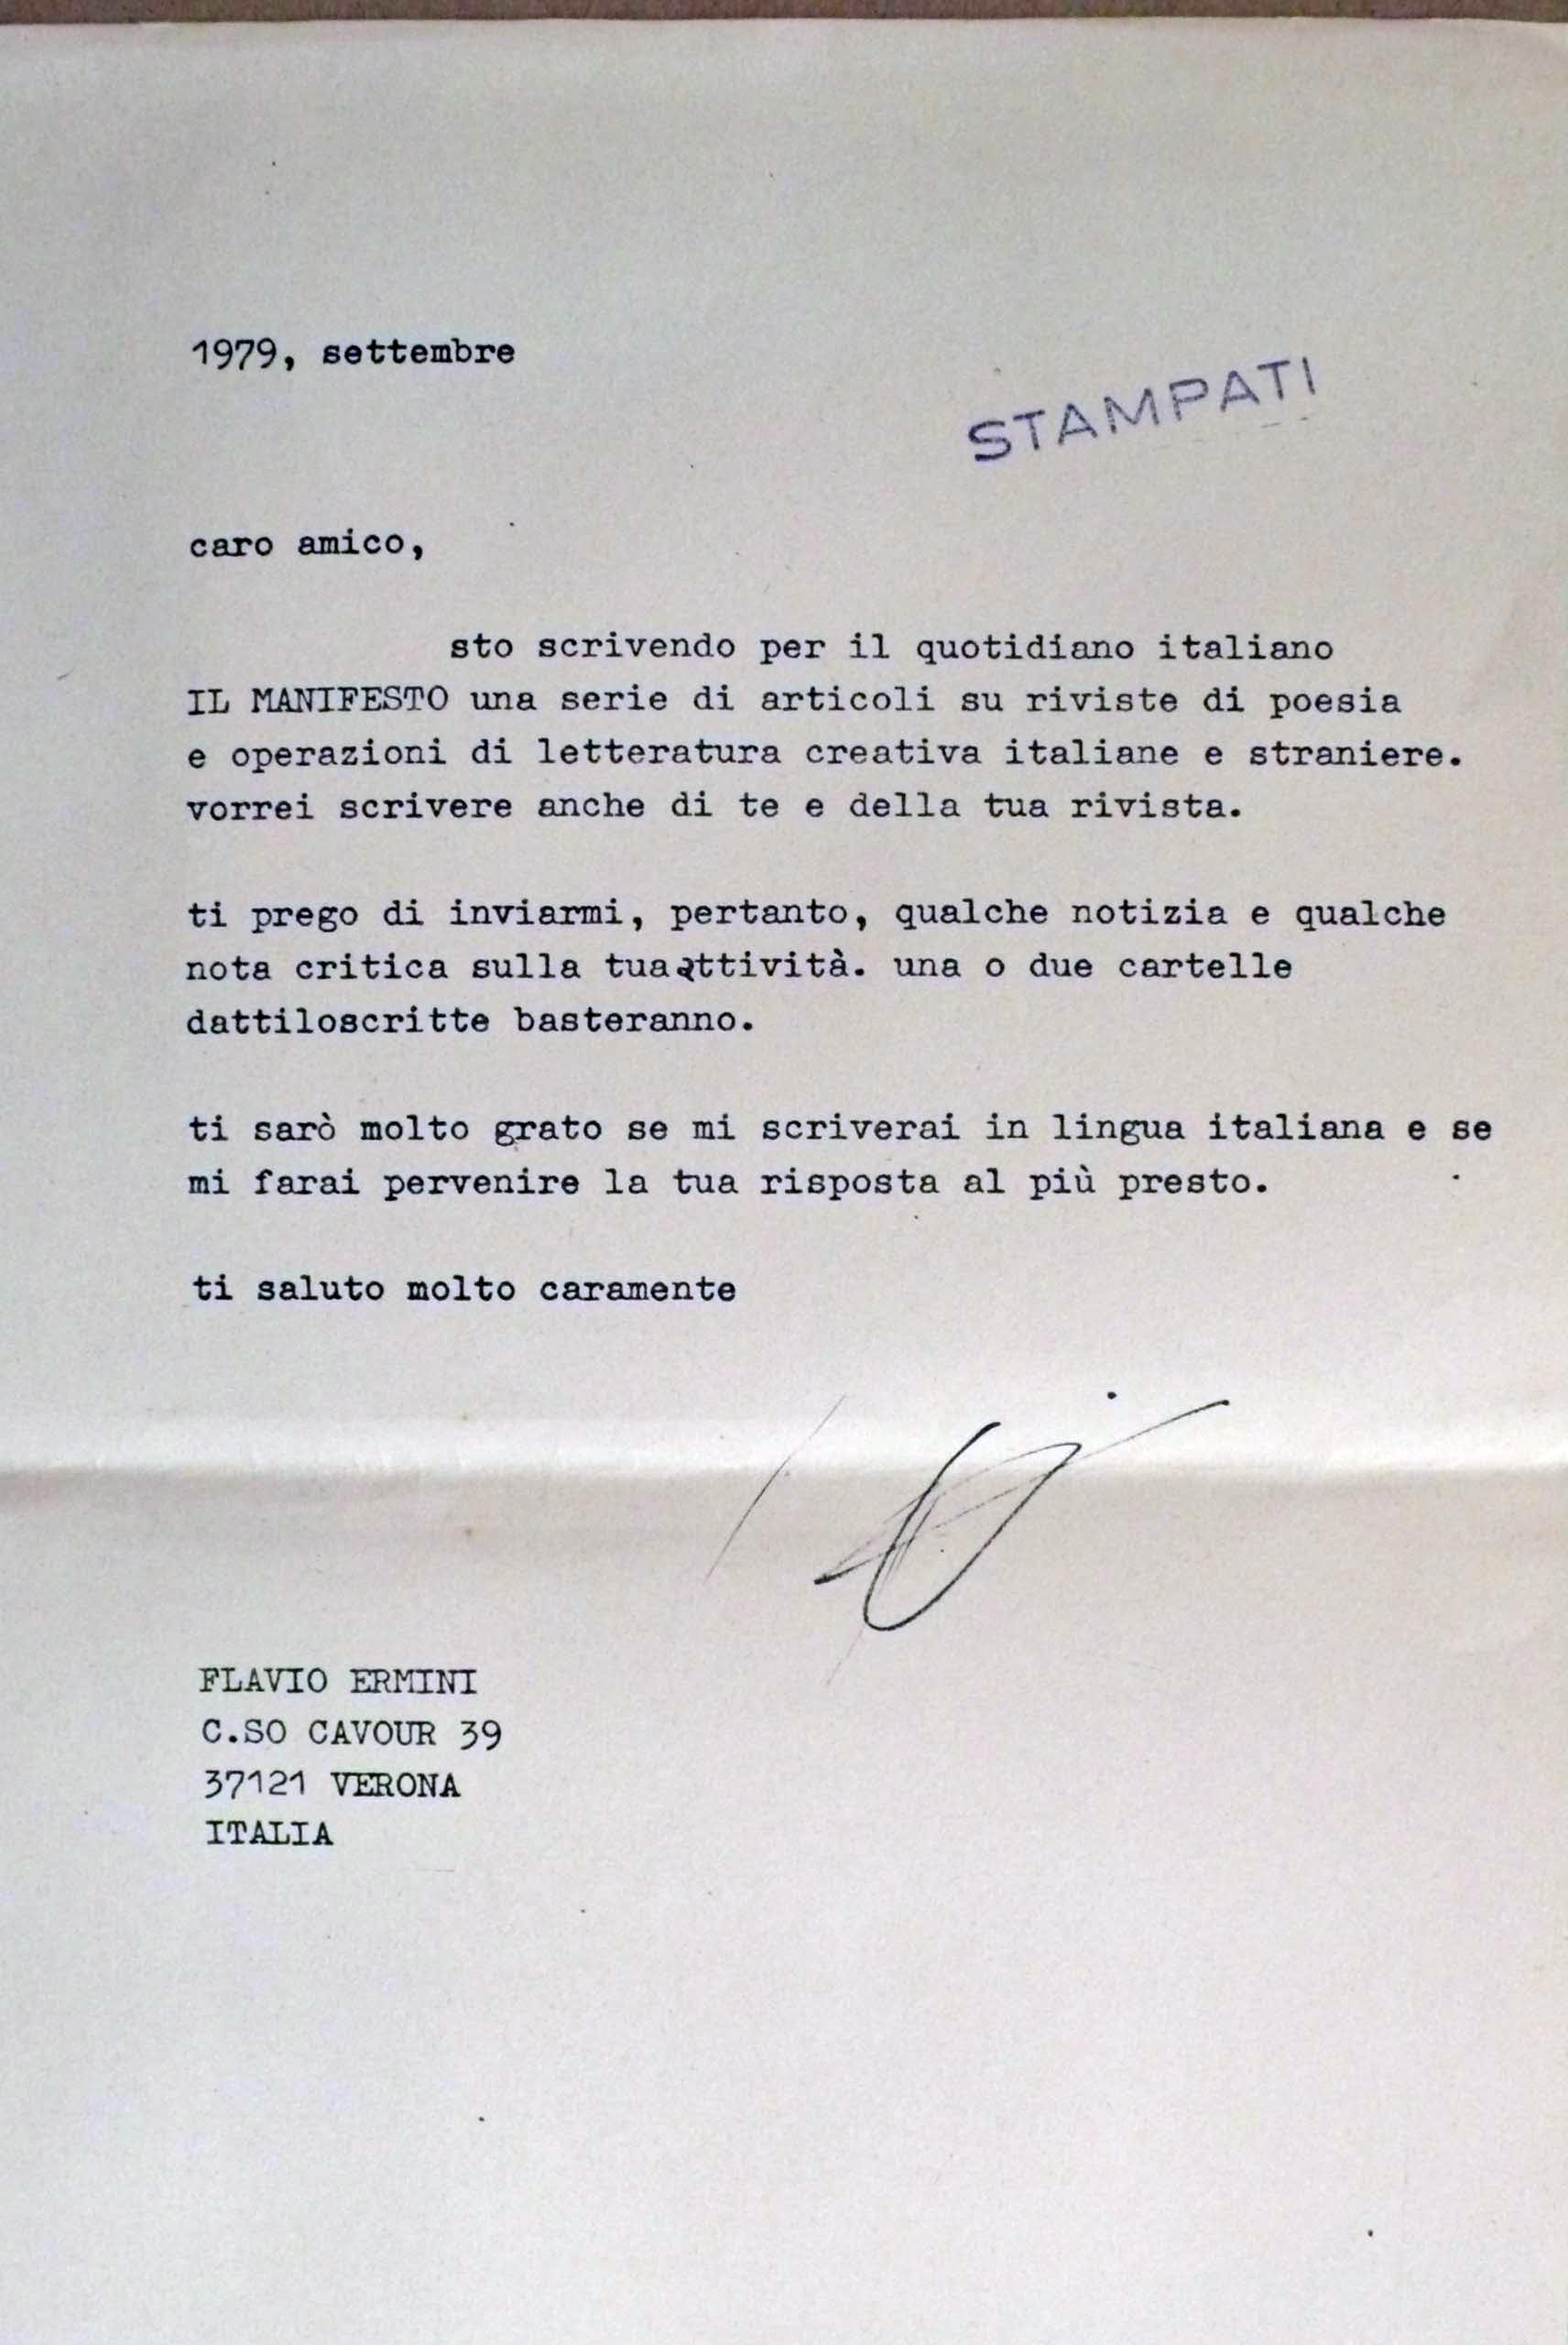 1979, settembre
STAMPATI
caro amico,
sto scrivendo per il quotidiano italiano
IL MANIFESTO una serie di articoli su riviste di poesia
e operazioni di letteratura creativa italiane e straniere.
vorrei scrivere anche di te e della tua rivista.
ti prego di inviarmi, pertanto, qualche notizia e qualche
nota critica sulla tua attività. una o due cartelle
dattiloscritte basteranno.
ti sarò molto grato se mi scriverai in lingua italiana e se
mi farai pervenire la tua risposta al più presto.
ti saluto molto caramente
FLAVIO ERMINI
C.SO CAVOUR 39
37121 VERONA
ITALIA